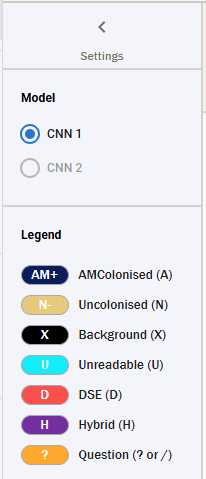 Settings
Model
CNN 1
CNN 2
Legend
AM+ AMColonised (A)
N- Uncolonised (N)
X Background (X)
U Unreadable (U)
D DSE (D)
H Hybrid (H)
? Question (? or /)